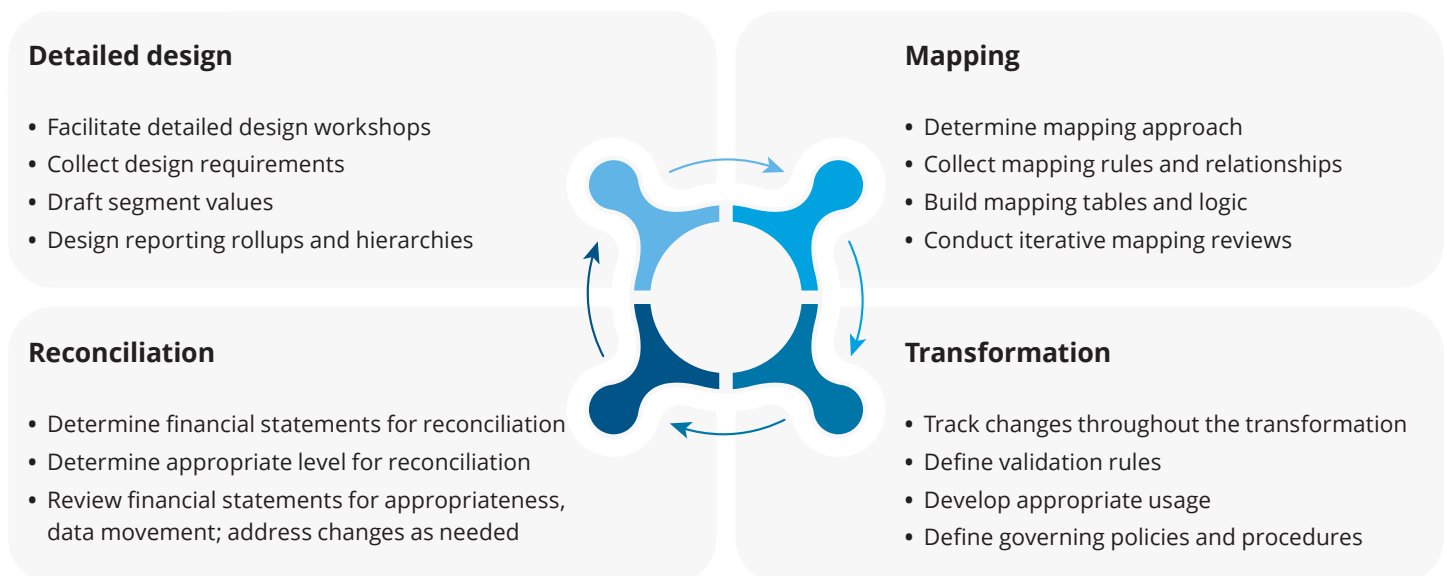 Detailed design
• Facilitate detailed design workshops
• Collect design requirements
• Draft segment values
• Design reporting rollups and hierarchies
Mapping
• Determine mapping approach
• Collect mapping rules and relationships
• Build mapping tables and logic
• Conduct iterative mapping reviews
Reconciliation
• Determine financial statements for reconciliation
• Determine appropriate level for reconciliation
• Review financial statements for appropriateness,
data movement; address changes as needed
Transformation
• Track changes throughout the transformation
• Define validation rules
• Develop appropriate usage
• Define governing policies and procedures